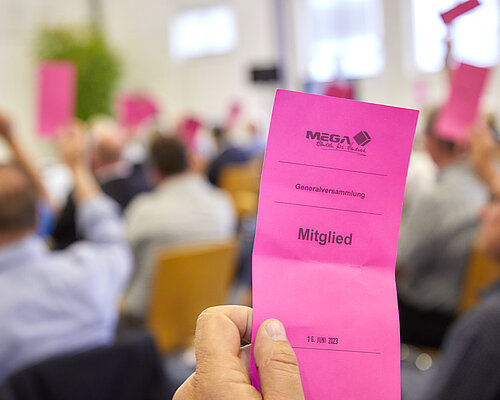 MEGA
Generalversammlung
Mitglied
16. JUNI 2023